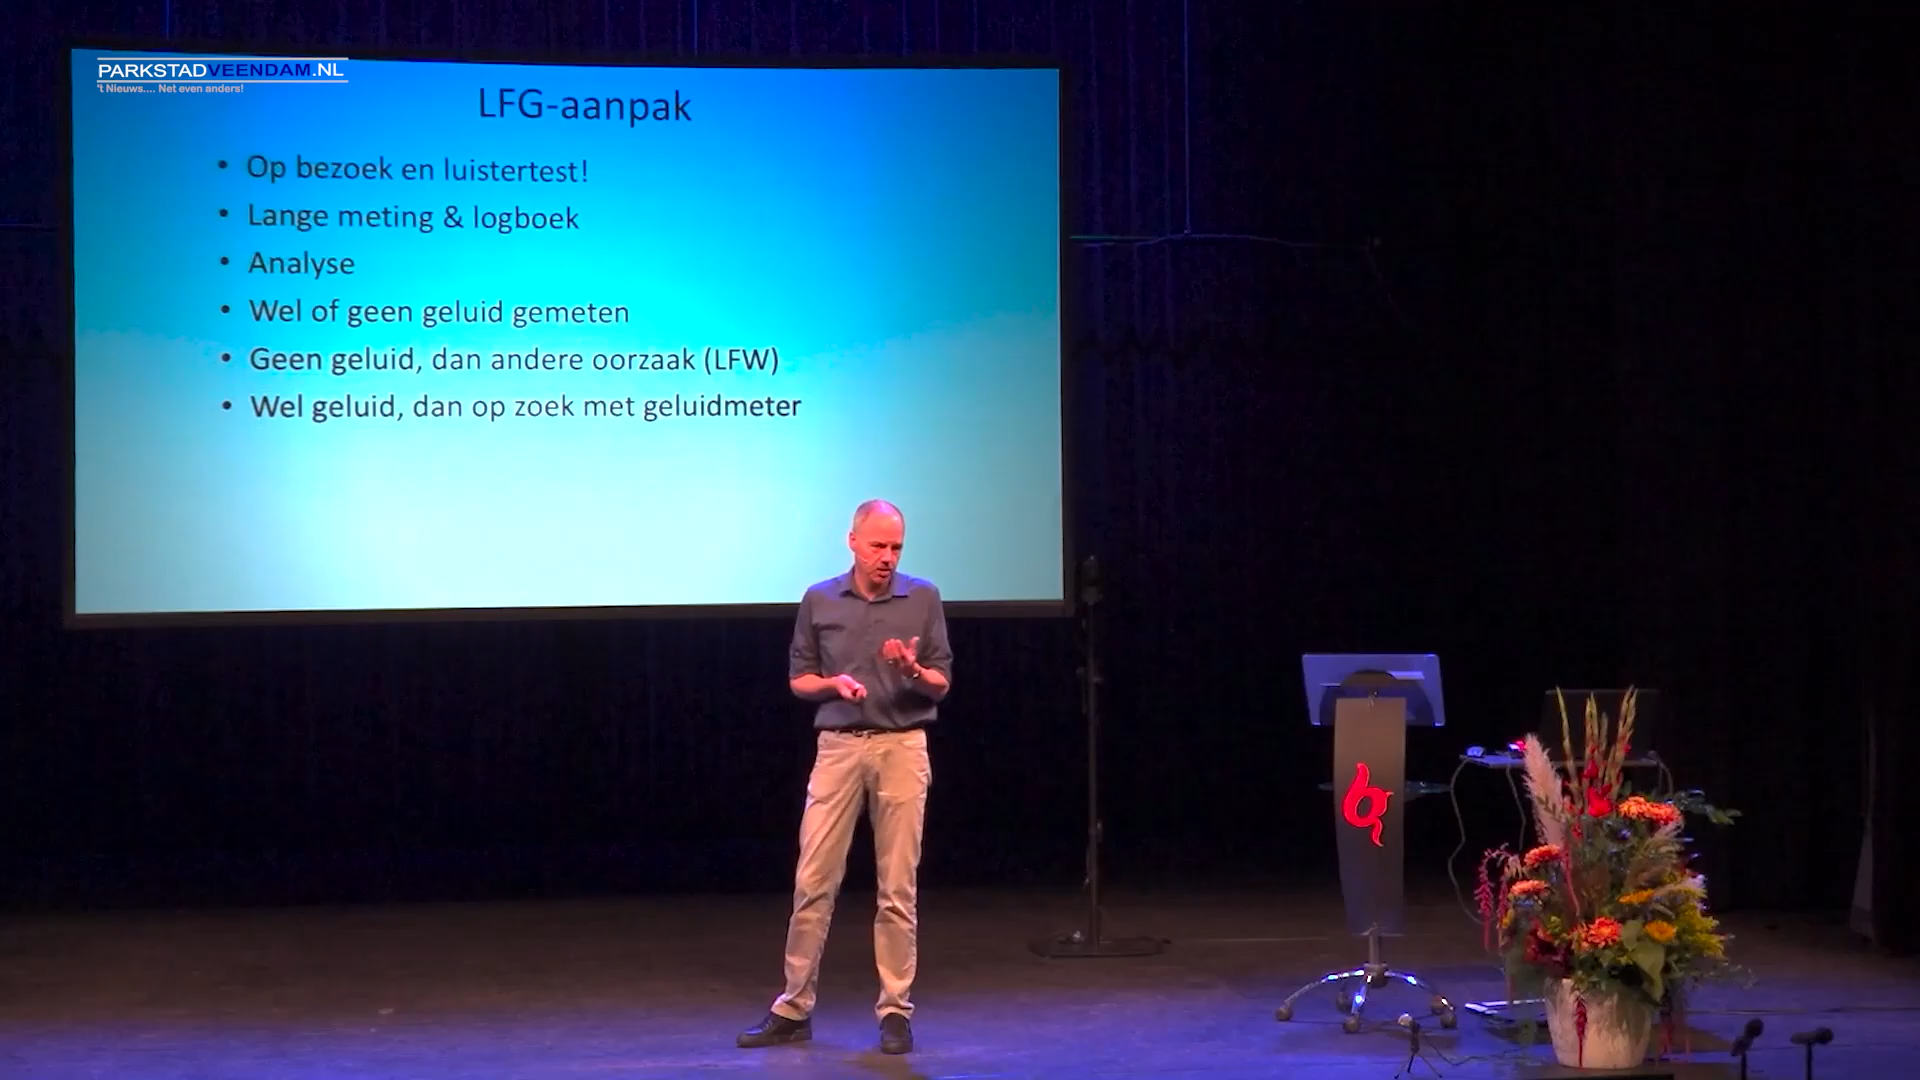 PARKSTADVEENDAM.NL
't Nieuws.... Net even anders!
LFG-aanpak
• Op bezoek en luistertest!
• Lange meting & logboek
• Analyse
• Wel of geen geluid gemeten
• Geen geluid, dan andere oorzaak (LFW)
• Wel geluid, dan op zoek met geluidmeter